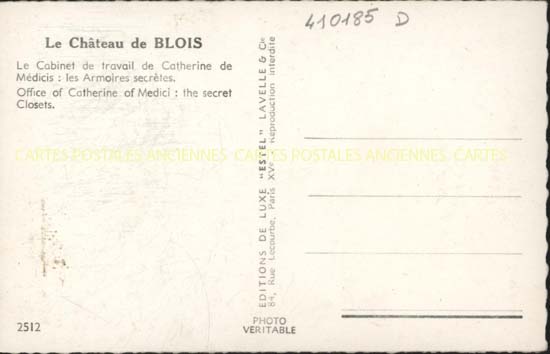 410185 D
Le Château de BLOIS
Le Cabinet de travail de Catherine de
Médicis : les Armoires secrètes.
Office of Catherine of Medici : the secret
Closets.
CARTES POSTALES ANCIENNES CARTES POSTALES ANCIENNES CARTES
EDITIONS DE LUXE "ESTEL" LAVELLE & Cie
84, Rue Lecourbe, Paris XVe - Reproduction interdite
2512
PHOTO
VERITABLE